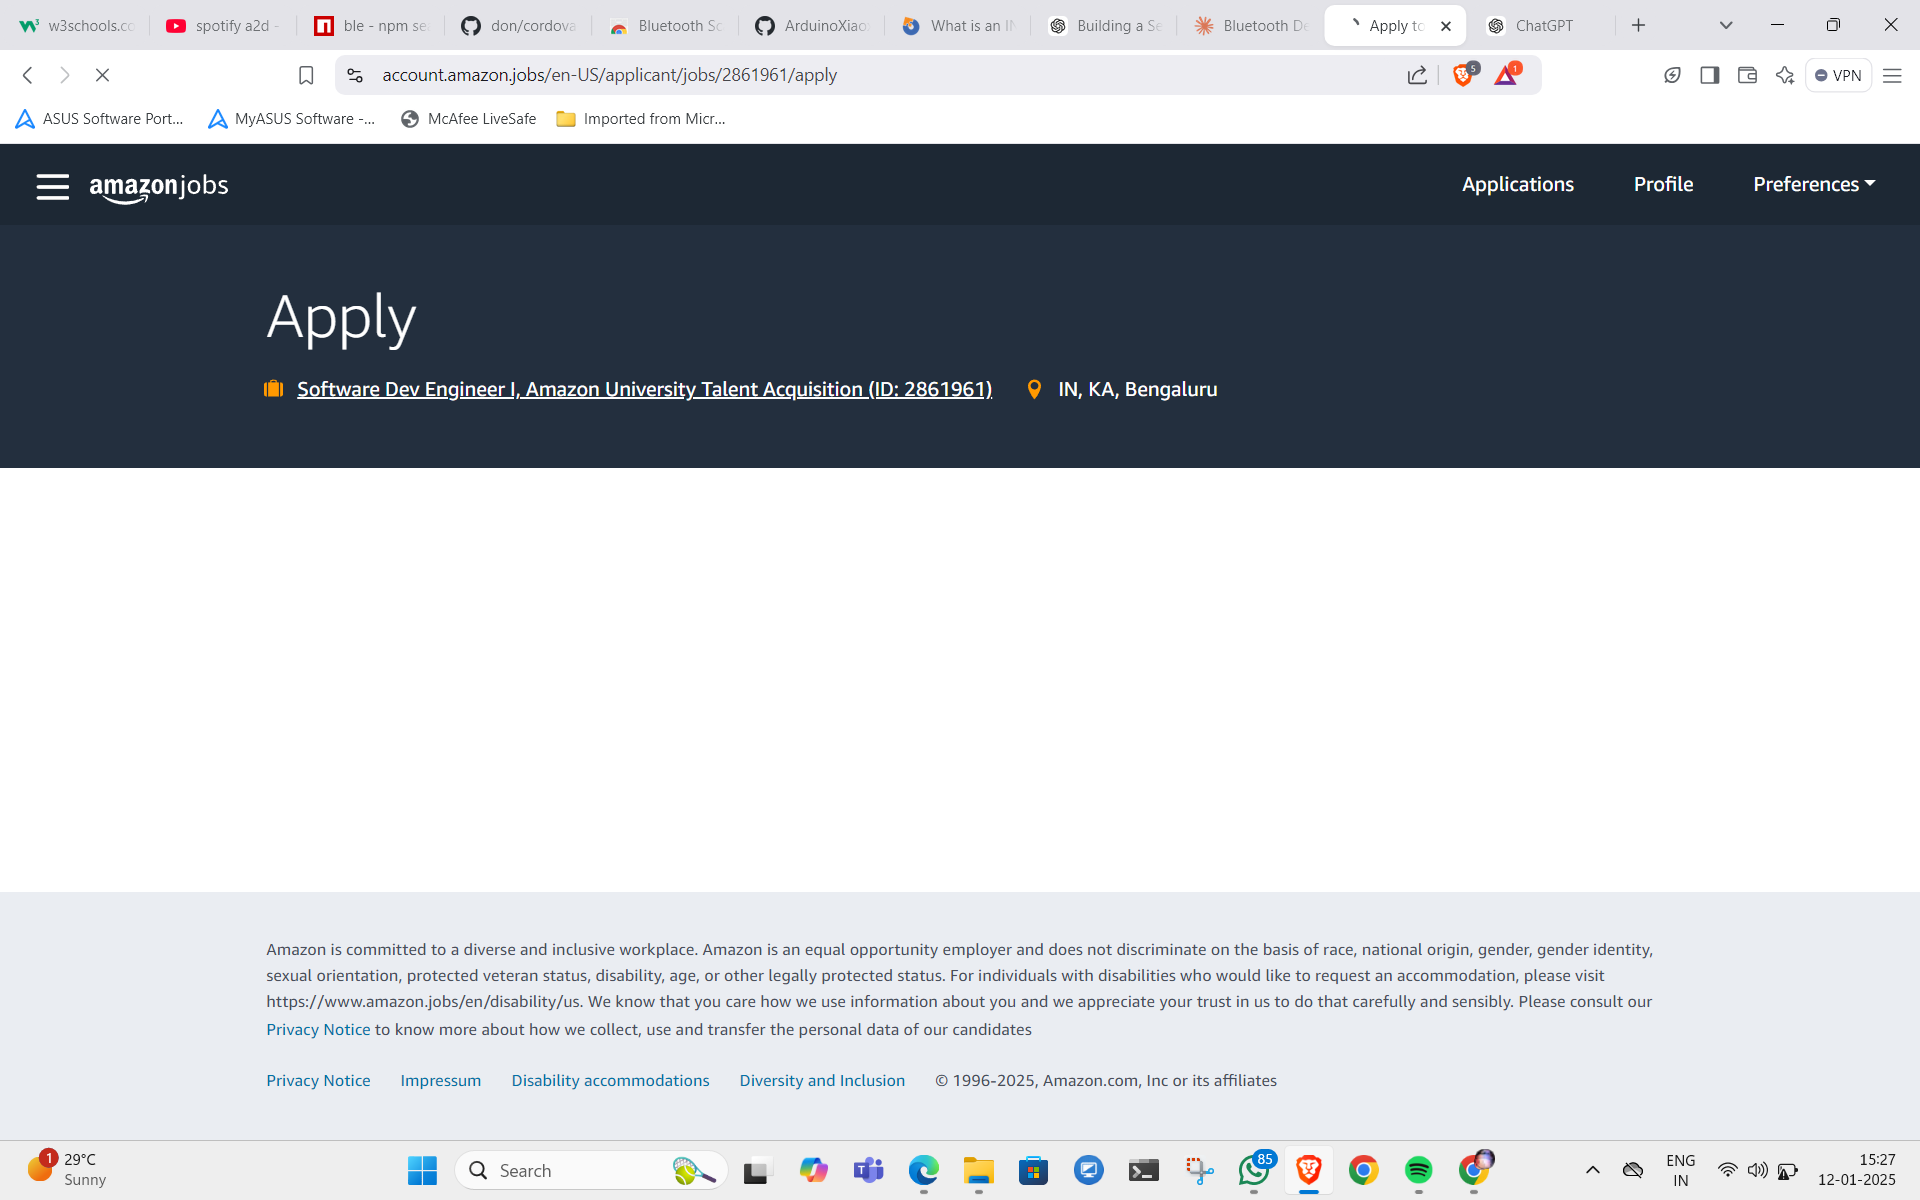 w3schools.co
spotify a2d -
ble - npm sea
don/cordova
Bluetooth Sc
ArduinoXiao
What is an IN
Building a Se
Bluetooth De
Apply to
ChatGPT
account.amazon.jobs/en-US/applicant/jobs/2861961/apply
5
1
VPN
ASUS Software Port...
MyASUS Software -...
McAfee LiveSafe
Imported from Micr...
amazon jobs
Applications
Profile
Preferences
Apply
Software Dev Engineer I, Amazon University Talent Acquisition (ID: 2861961)
IN, KA, Bengaluru
Amazon is committed to a diverse and inclusive workplace. Amazon is an equal opportunity employer and does not discriminate on the basis of race, national origin, gender, gender identity,
sexual orientation, protected veteran status, disability, age, or other legally protected status. For individuals with disabilities who would like to request an accommodation, please visit
https://www.amazon.jobs/en/disability/us. We know that you care how we use information about you and we appreciate your trust in us to do that carefully and sensibly. Please consult our
Privacy Notice to know more about how we collect, use and transfer the personal data of our candidates
Privacy Notice
Impressum
Disability accommodations
Diversity and Inclusion
© 1996-2025, Amazon.com, Inc or its affiliates
1
29°C
Sunny
Search
85
ENG
IN
15:27
12-01-2025